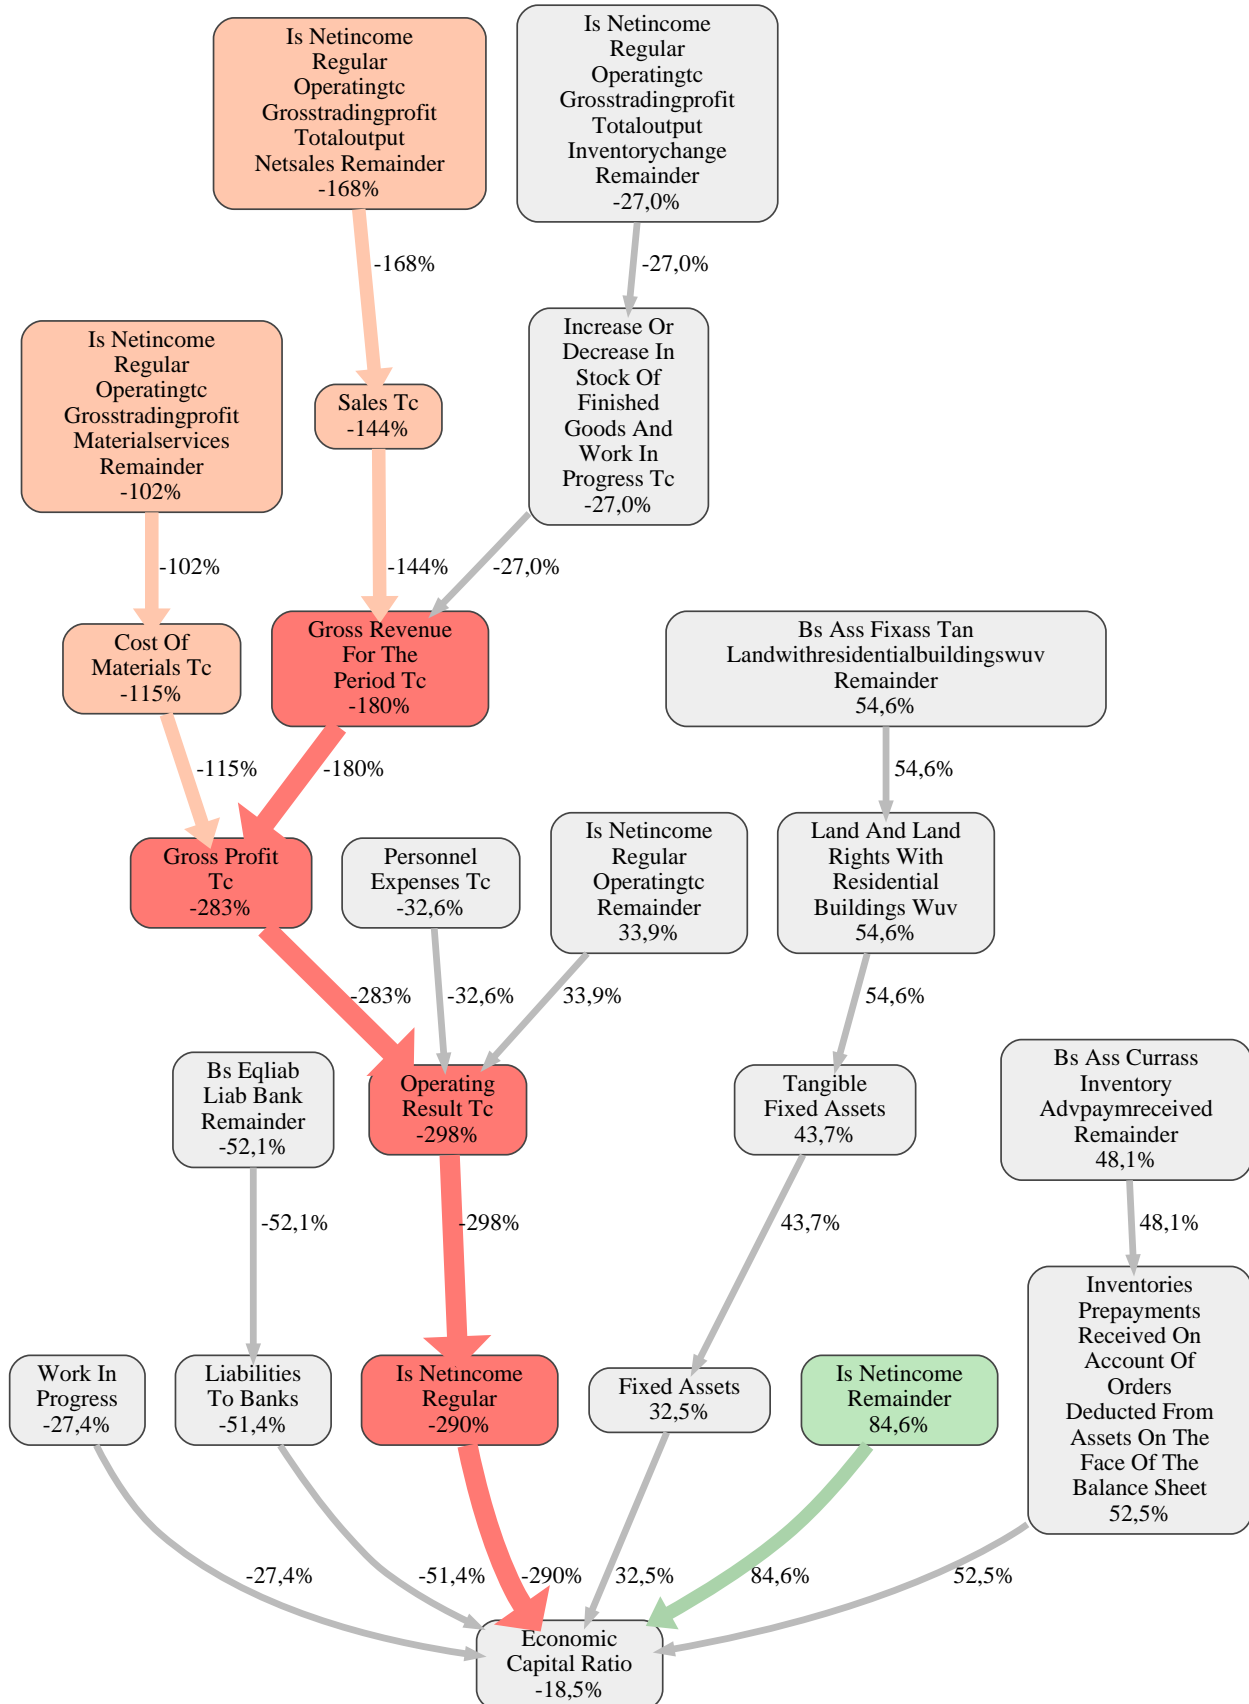 Is Netincome
Regular
Operatingtc
Grosstradingprofit
Totaloutput
Netsales Remainder
-168%
Is Netincome
Regular
Operatingtc
Grosstradingprofit
Totaloutput
Inventorychange
Remainder
-27,0%
-168%
-27,0%
Is Netincome
Regular
Operatingtc
Grosstradingprofit
Materialservices
Remainder
-102%
Sales Tc
-144%
Increase Or
Decrease In
Stock Of
Finished
Goods And
Work In
Progress Tc
-27,0%
-102%
-144%
-27,0%
Cost Of
Materials Tc
-115%
Gross Revenue
For The
Period Tc
-180%
Bs Ass Fixass Tan
Landwithresidentialbuildingswuv
Remainder
54,6%
-115%
-180%
54,6%
Gross Profit
Tc
-283%
Personnel
Expenses Tc
-32,6%
Is Netincome
Regular
Operatingtc
Remainder
33,9%
Land And Land
Rights With
Residential
Buildings Wuv
54,6%
-283%
-32,6%
33,9%
54,6%
Bs Eqliab
Liab Bank
Remainder
-52,1%
Operating
Result Tc
-298%
Tangible
Fixed Assets
43,7%
Bs Ass Currass
Inventory
Advpaymreceived
Remainder
48,1%
-52,1%
-298%
43,7%
48,1%
Work In
Progress
-27,4%
Liabilities
To Banks
-51,4%
Is Netincome
Regular
-290%
Fixed Assets
32,5%
Is Netincome
Remainder
84,6%
Inventories
Prepayments
Received On
Account Of
Orders
Deducted From
Assets On The
Face Of The
Balance Sheet
52,5%
-27,4%
-51,4%
-290%
32,5%
84,6%
52,5%
Economic
Capital Ratio
-18,5%